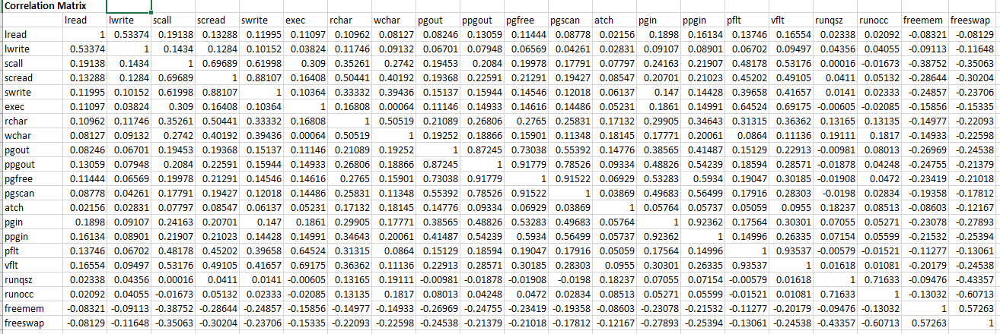 Correlation Matrix
lread lwrite scall scread swrite exec rchar wchar pgout ppgout pgfree pgscan atch pgin ppgin pflt vflt runqsz runocc freemem freeswap
lread 1 0.53374 0.19138 0.13288 0.11995 0.11097 0.10962 0.08127 0.08246 0.13059 0.11444 0.08778 0.02156 0.1898 0.16134 0.13746 0.16554 0.02338 0.02092 -0.08321 -0.08129
lwrite 0.53374 1 0.1434 0.1284 0.10152 0.03824 0.11746 0.09132 0.06701 0.07948 0.06569 0.04261 0.02831 0.09107 0.08901 0.06702 0.09497 0.04356 0.04055 -0.09113 -0.11648
scall 0.19138 0.1434 1 0.69689 0.61998 0.309 0.35261 0.2742 0.19453 0.2084 0.19978 0.17791 0.07797 0.24163 0.21907 0.48178 0.53176 0.00016 -0.01673 -0.38752 -0.35063
scread 0.13288 0.1284 0.69689 1 0.88107 0.16408 0.50441 0.40192 0.19368 0.22591 0.21291 0.19427 0.08547 0.20701 0.21023 0.45202 0.49105 0.0411 0.05132 -0.28644 -0.30204
swrite 0.11995 0.10152 0.61998 0.88107 1 0.10364 0.33332 0.39436 0.15137 0.15944 0.14546 0.12018 0.06137 0.147 0.14428 0.39658 0.41657 0.0141 0.02333 -0.24857 -0.23706
exec 0.11097 0.03824 0.309 0.16408 0.10364 1 0.16808 0.00064 0.11146 0.14933 0.14616 0.14486 0.05231 0.1861 0.14991 0.64524 0.69175 -0.00605 -0.02085 -0.15856 -0.15335
rchar 0.10962 0.11746 0.35261 0.50441 0.33332 0.16808 1 0.50519 0.21089 0.26806 0.2765 0.25831 0.17132 0.29905 0.34643 0.31315 0.36362 0.13165 0.13135 -0.14977 -0.22093
wchar 0.08127 0.09132 0.2742 0.40192 0.39436 0.00064 0.50519 1 0.19252 0.18866 0.15901 0.11348 0.18145 0.17771 0.20061 0.0864 0.11136 0.19111 0.1817 -0.14933 -0.22598
pgout 0.08246 0.06701 0.19453 0.19368 0.15137 0.11146 0.21089 0.19252 1 0.87245 0.73038 0.55392 0.14776 0.38565 0.41487 0.15129 0.22913 -0.00981 0.08013 -0.26969 -0.24538
ppgout 0.13059 0.07948 0.2084 0.22591 0.15944 0.14933 0.26806 0.18866 0.87245 1 0.91779 0.78526 0.09334 0.48826 0.54239 0.18594 0.28571 -0.01878 0.04248 -0.24755 -0.21379
pgfree 0.11444 0.06569 0.19978 0.21291 0.14546 0.14616 0.2765 0.15901 0.73038 0.91779 1 0.91522 0.06929 0.53283 0.5934 0.19047 0.30185 -0.01908 0.0472 -0.23419 -0.21018
pgscan 0.08778 0.04261 0.17791 0.19427 0.12018 0.14486 0.25831 0.11348 0.55392 0.78526 0.91522 1 0.03869 0.49683 0.56499 0.17916 0.28303 -0.0198 0.02834 -0.19358 -0.17812
atch 0.02156 0.02831 0.07797 0.08547 0.06137 0.05231 0.17132 0.18145 0.14776 0.09334 0.06929 0.03869 1 0.05764 0.05737 0.05059 0.0955 0.18237 0.08513 -0.08603 -0.12167
pgin 0.1898 0.09107 0.24163 0.20701 0.147 0.1861 0.29905 0.17771 0.38565 0.48826 0.53283 0.49683 0.05764 1 0.92362 0.17564 0.30301 0.07055 0.05271 -0.23078 -0.27893
ppgin 0.16134 0.08901 0.21907 0.21023 0.14428 0.14991 0.34643 0.20061 0.41487 0.54239 0.5934 0.56499 0.05737 0.92362 1 0.14996 0.26335 0.07154 0.05599 -0.21532 -0.25394
pflt 0.13746 0.06702 0.48178 0.45202 0.39658 0.64524 0.31315 0.0864 0.15129 0.18594 0.19047 0.17916 0.05059 0.17564 0.14996 1 0.93537 -0.00579 -0.01521 -0.11277 -0.13061
vflt 0.16554 0.09497 0.53176 0.49105 0.41657 0.69175 0.36362 0.11136 0.22913 0.28571 0.30185 0.28303 0.0955 0.30301 0.26335 0.93537 1 0.01618 0.01081 -0.20179 -0.24538
runqsz 0.02338 0.04356 0.00016 0.0411 0.0141 -0.00605 0.13165 0.19111 -0.00981 -0.01878 -0.01908 -0.0198 0.18237 0.07055 0.07154 -0.00579 0.01618 1 0.71633 -0.09476 -0.43357
runocc 0.02092 0.04055 -0.01673 0.05132 0.02333 -0.02085 0.13135 0.1817 0.08013 0.04248 0.0472 0.02834 0.08513 0.05271 0.05599 -0.01521 0.01081 0.71633 1 -0.13032 -0.60713
freemem -0.08321 -0.09113 -0.38752 -0.28644 -0.24857 -0.15856 -0.14977 -0.14933 -0.26969 -0.24755 -0.23419 -0.19358 -0.08603 -0.23078 -0.21532 -0.11277 -0.20179 -0.09476 -0.13032 1 0.57263
freeswap -0.08129 -0.11648 -0.35063 -0.30204 -0.23706 -0.15335 -0.22093 -0.22598 -0.24538 -0.21379 -0.21018 -0.17812 -0.12167 -0.27893 -0.25394 -0.13061 -0.24538 -0.43357 -0.60713 0.57263 1